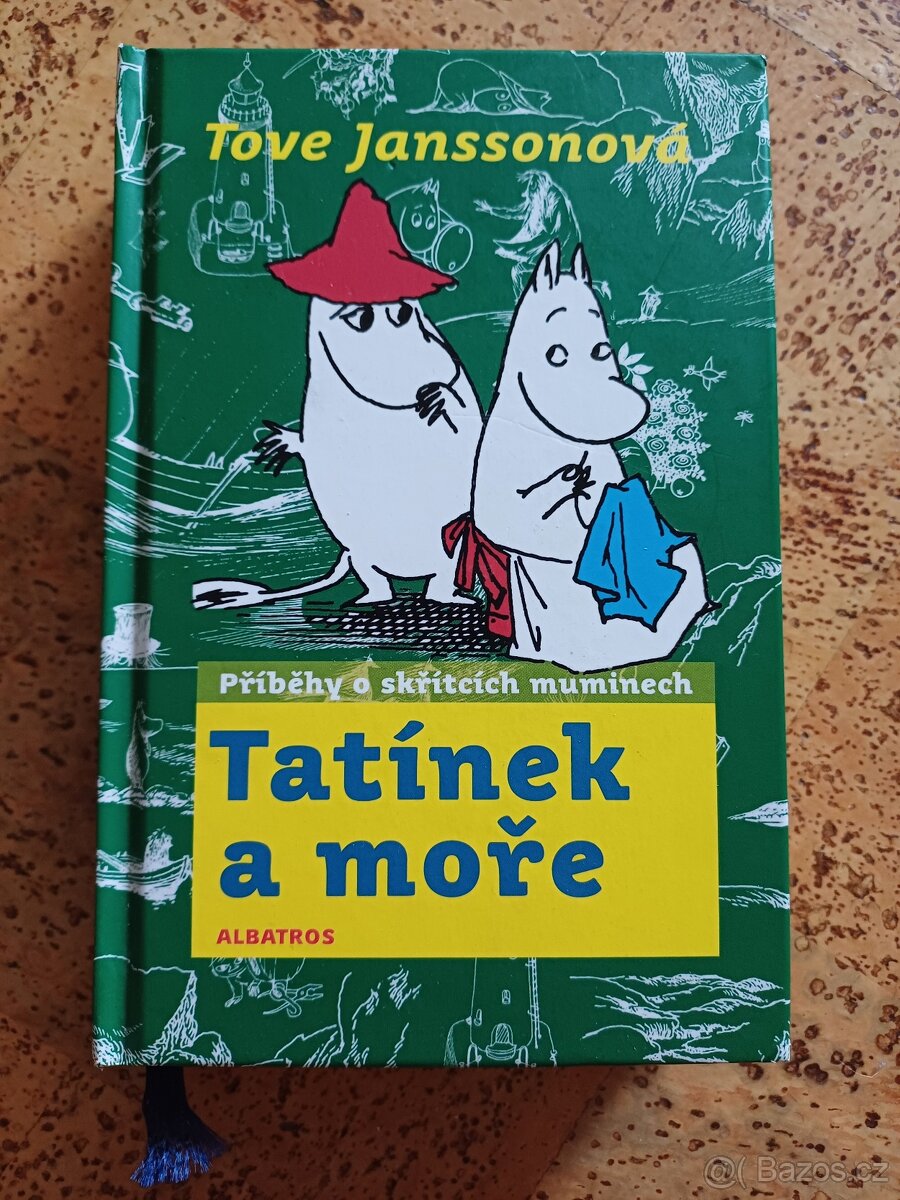 Tove Janssonová
Příběhy o skřítcích muminech
Tatínek
a moře
ALBATROS
@( Bazos.cz